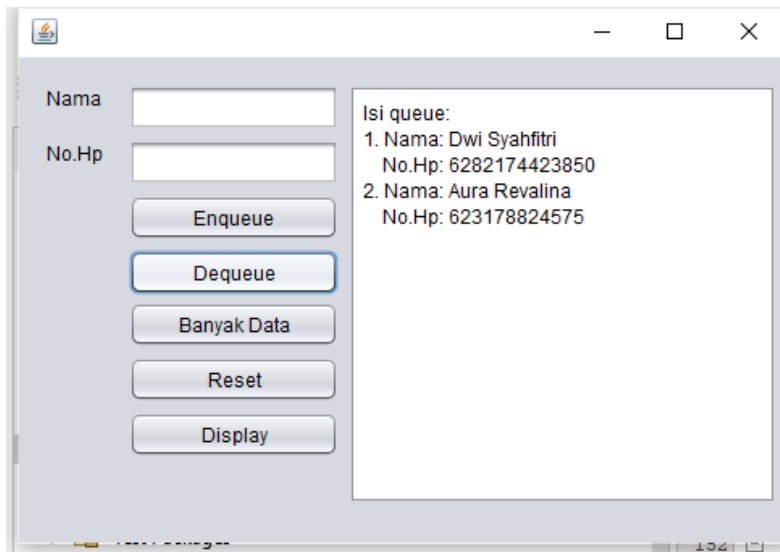 Nama
No.Hp
Enqueue
Dequeue
Banyak Data
Reset
Display
Isi queue:
1. Nama: Dwi Syahfitri
No.Hp: 6282174423850
2. Nama: Aura Revalina
No.Hp: 623178824575